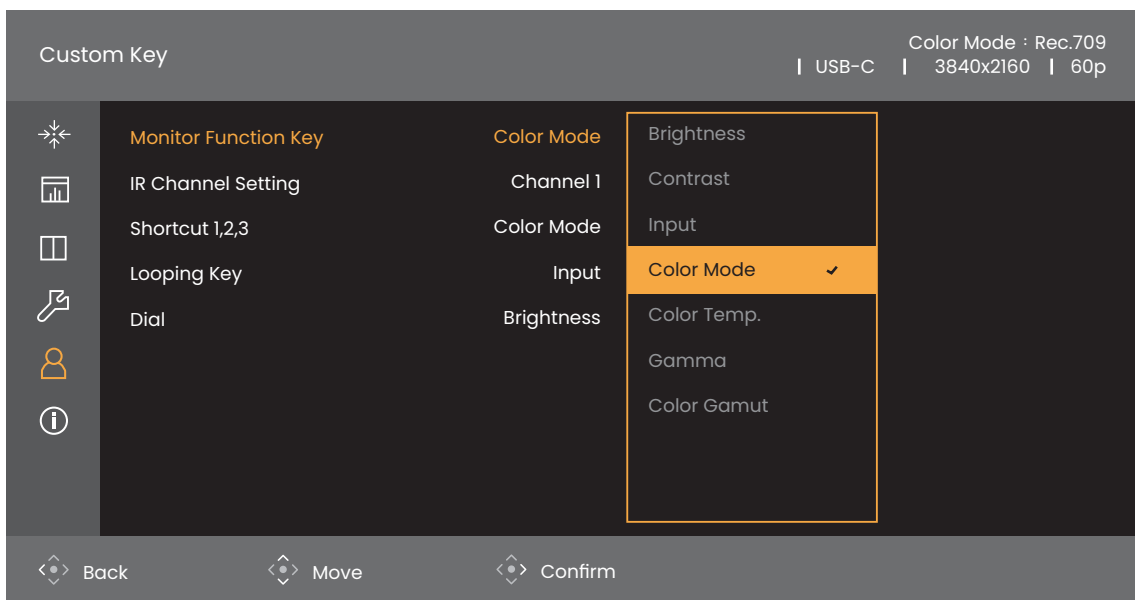 Custom Key
Color Mode：Rec.709
| USB-C | 3840x2160 | 60p
Monitor Function Key Color Mode
IR Channel Setting Channel 1
Shortcut 1,2,3 Color Mode
Looping Key Input
Dial Brightness
Brightness
Contrast
Input
Color Mode
Color Temp.
Gamma
Color Gamut
Back Move Confirm